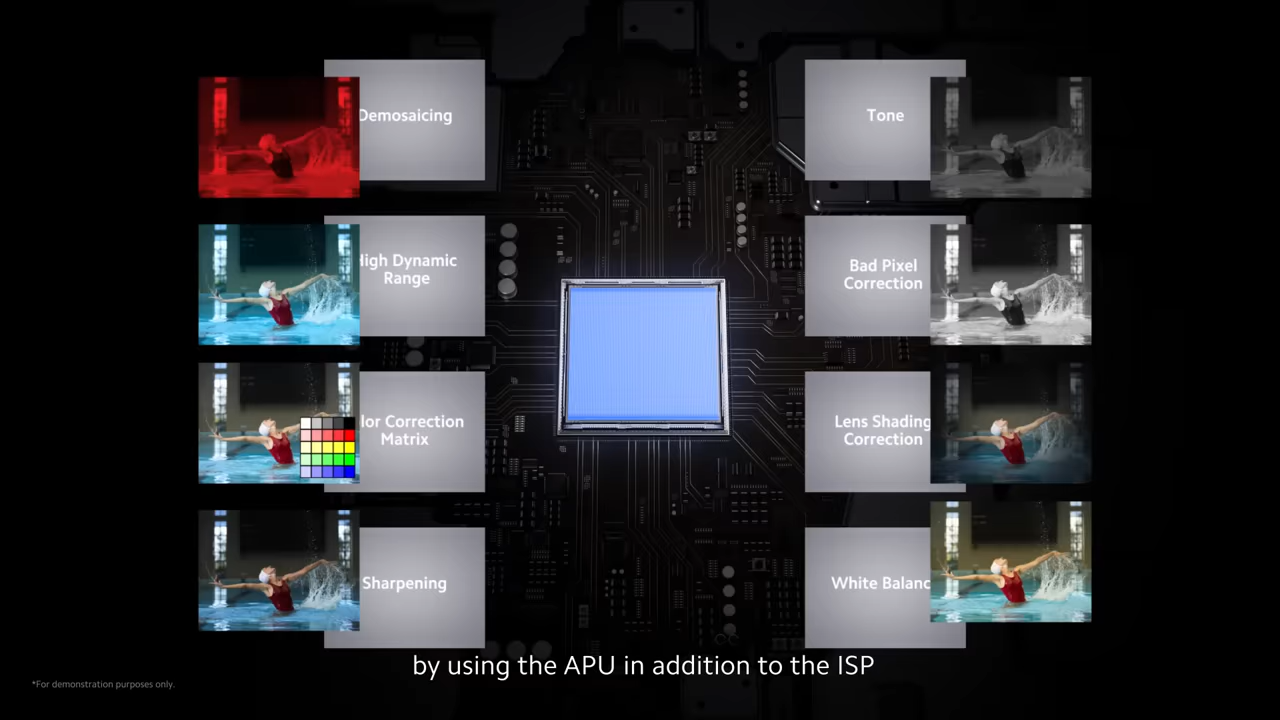 Demosaicing
Tone
High Dynamic
Range
Bad Pixel
Correction
lor Correction
Matrix
Lens Shading
Correction
Sharpening
White Balanc
by using the APU in addition to the ISP
*For demonstration purposes only.